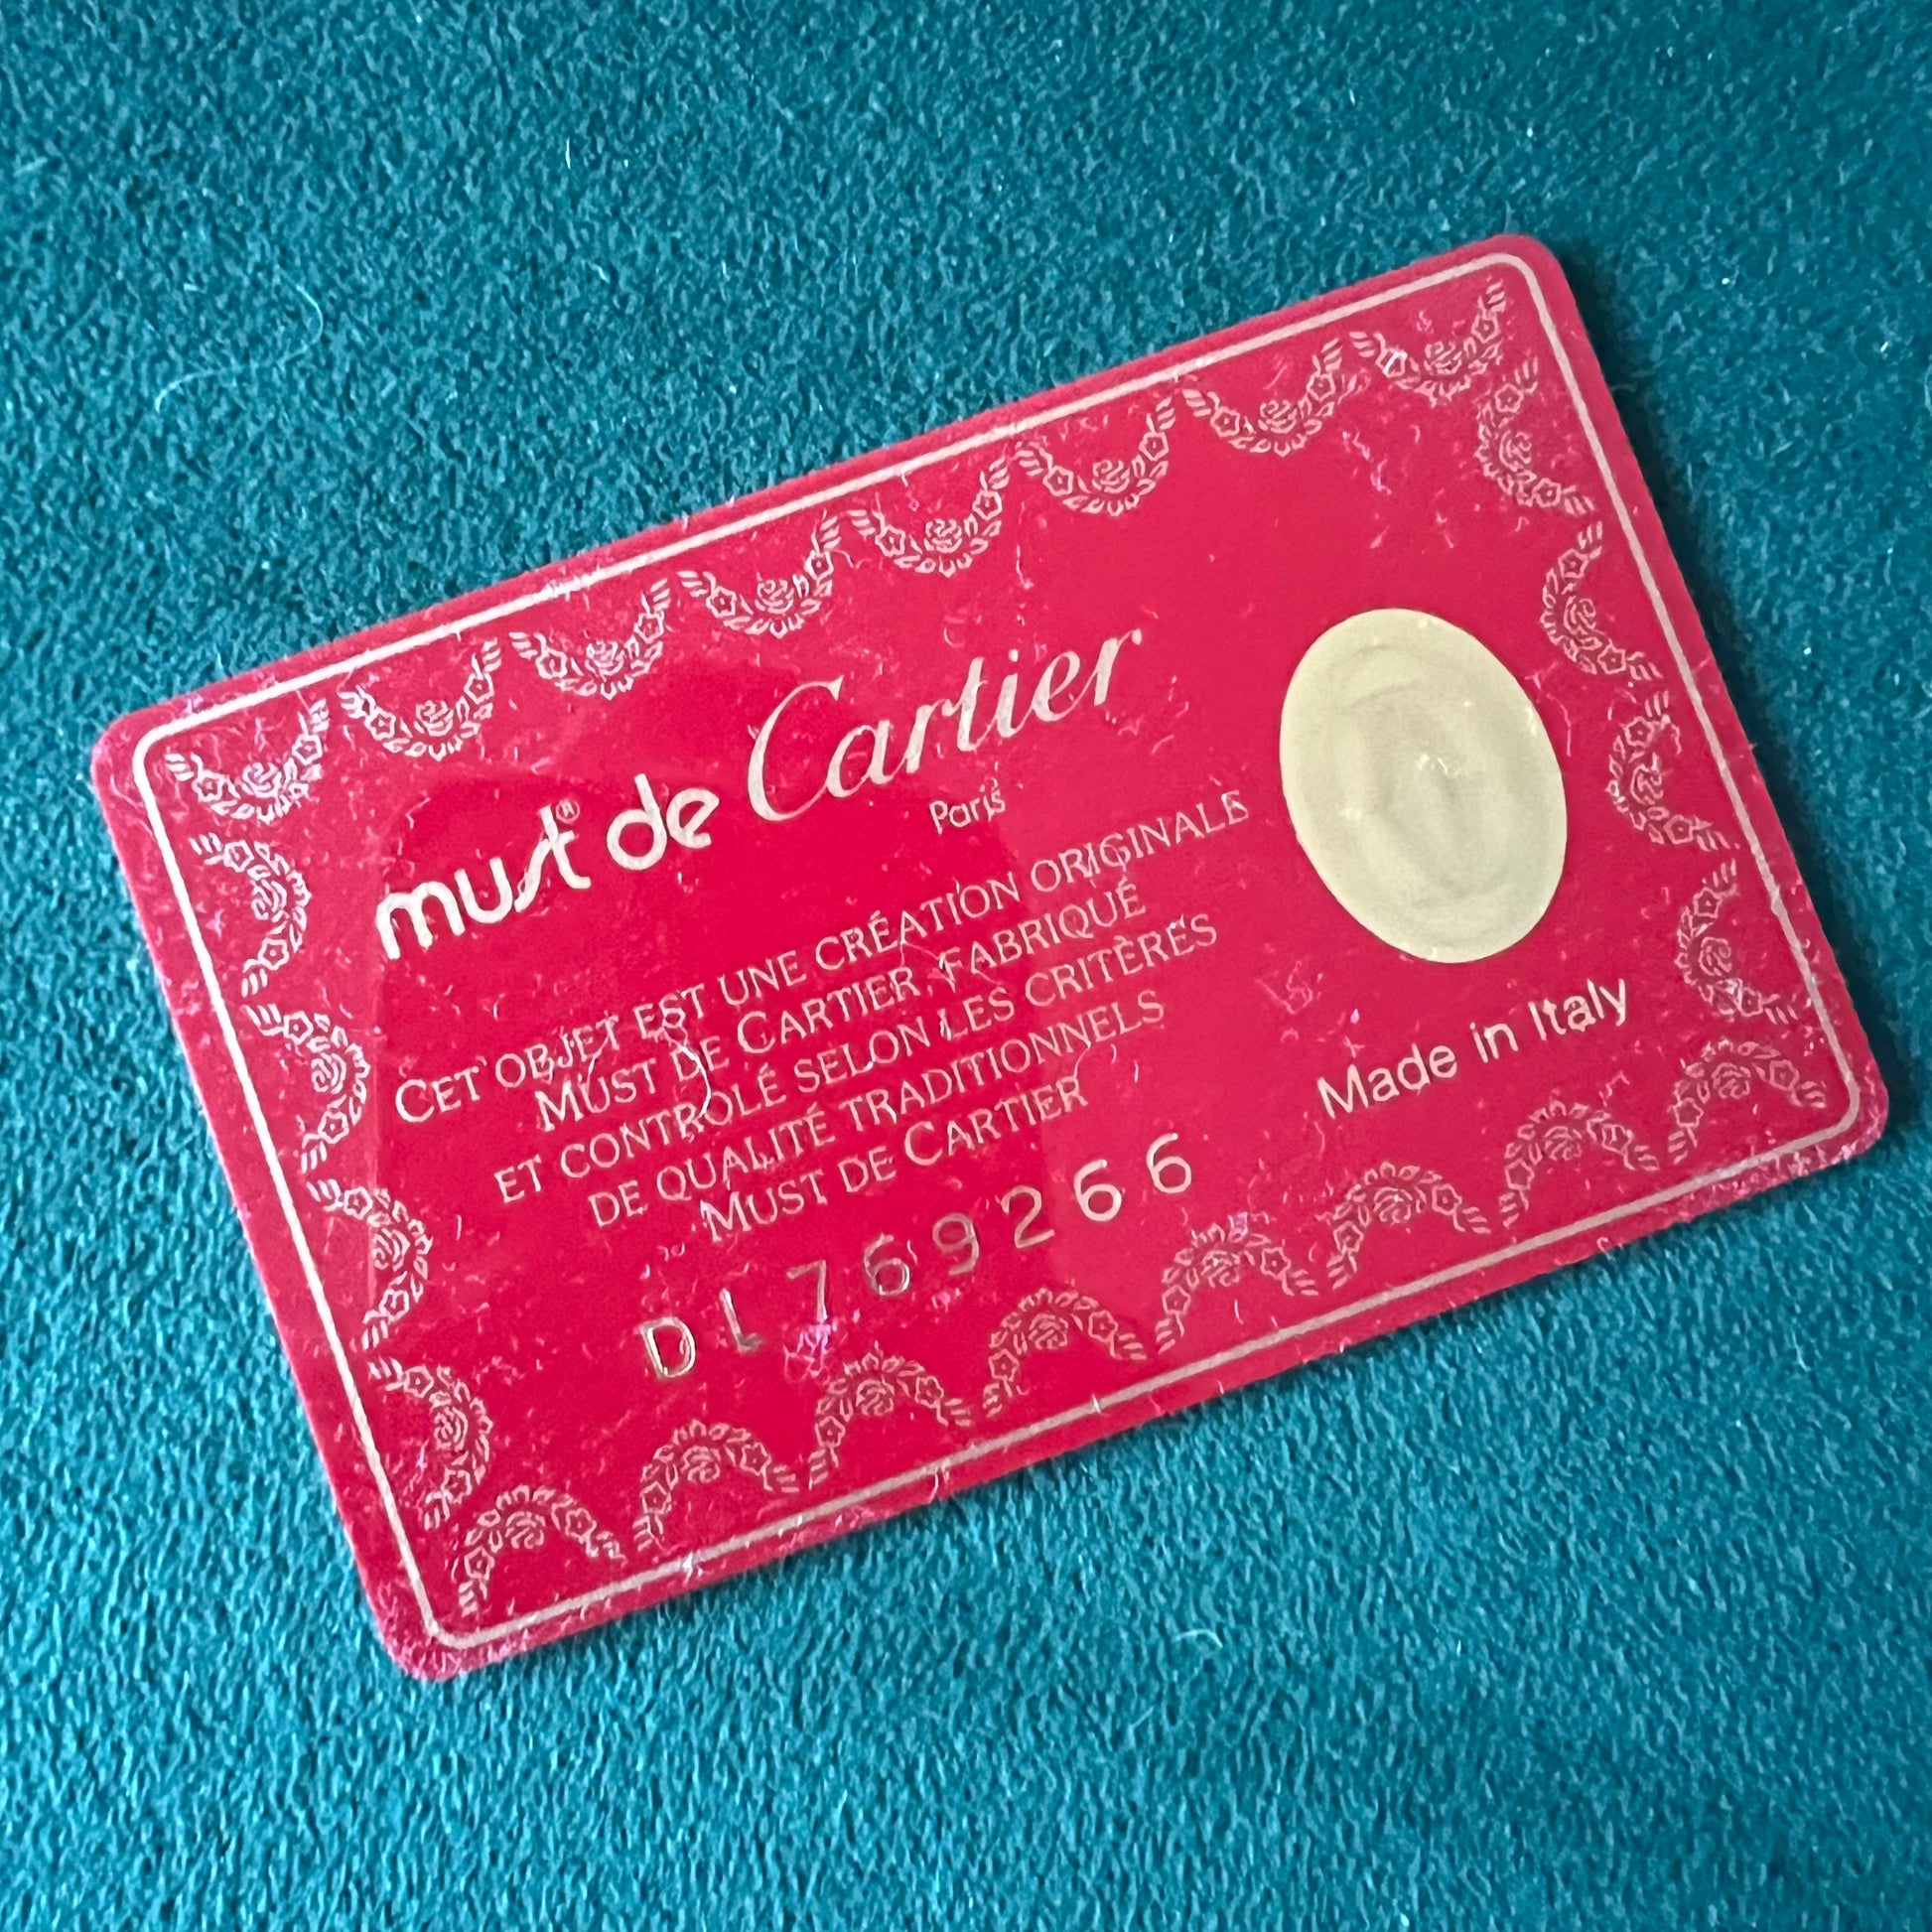 must® de Cartier
Paris
CET OBJET EST UNE CRÉATION ORIGINALE
MUST DE CARTIER, FABRIQUÉ
ET CONTROLÉ SELON LES CRITÈRES
DE QUALITÉ TRADITIONNELS
MUST DE CARTIER
DL769266
Made in Italy